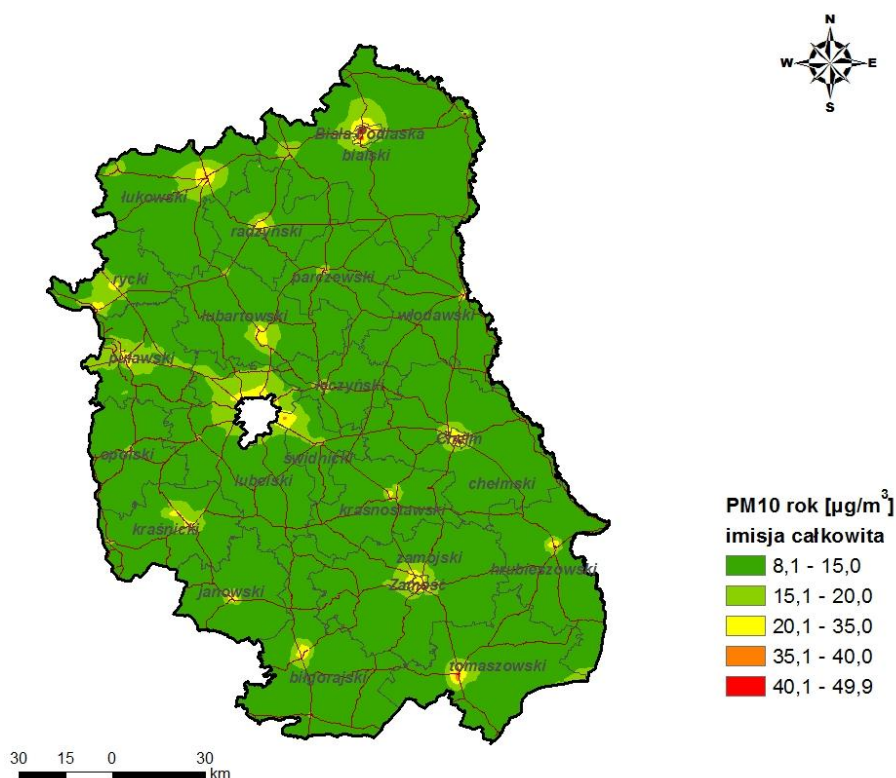 N
W E
S
Biała Podlaska
bialski
łukowski
radzyński
rycki
parczewski
lubartowski
włodawski
puławski
łęczyński
Chełm
opolski
świdnicki
lubelski
chełmski
krasnostawski
kraśnicki
zamojski
hrubieszowski
Zamość
janowski
tomaszowski
biłgorajski
PM10 rok [µg/m³]
imisja całkowita
8,1 - 15,0
15,1 - 20,0
20,1 - 35,0
35,1 - 40,0
40,1 - 49,9
30 15 0 30
km